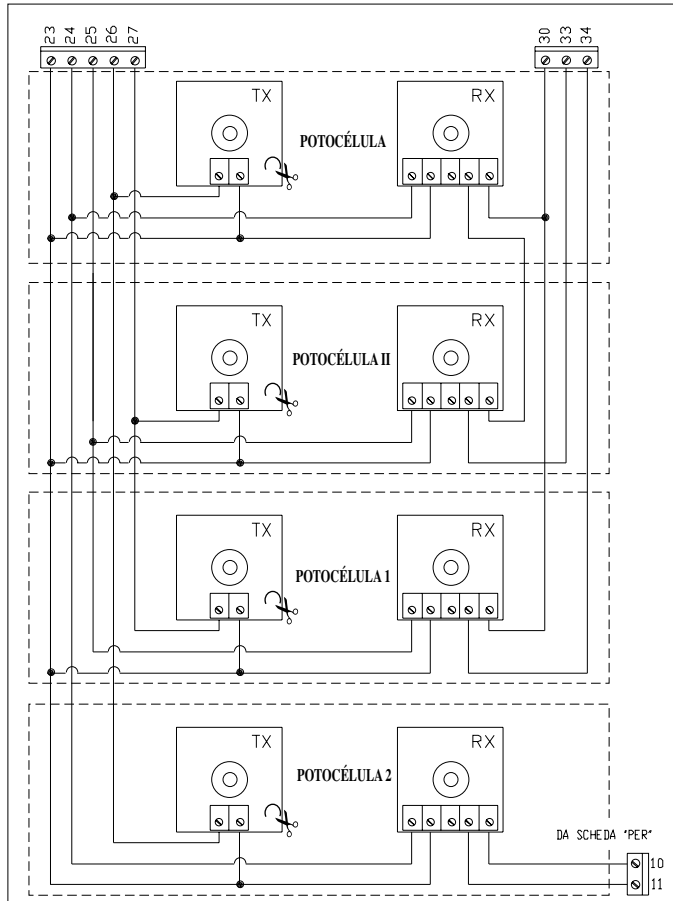 23 24 25 26 27
30 33 34
TX POTOCÉLULA RX
TX POTOCÉLULA II RX
TX POTOCÉLULA 1 RX
TX POTOCÉLULA 2 RX
DA SCHEDA "PER"
10
11